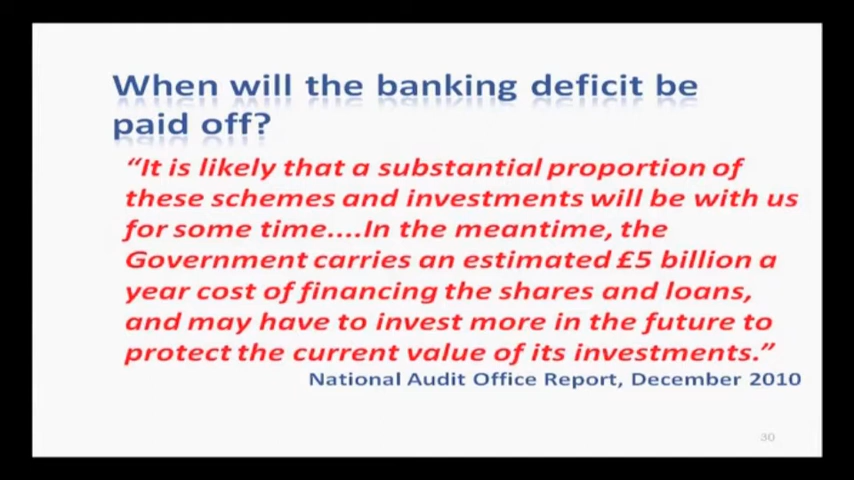 When will the banking deficit be
paid off?
“It is likely that a substantial proportion of
these schemes and investments will be with us
for some time....In the meantime, the
Government carries an estimated £5 billion a
year cost of financing the shares and loans,
and may have to invest more in the future to
protect the current value of its investments.”
National Audit Office Report, December 2010
30